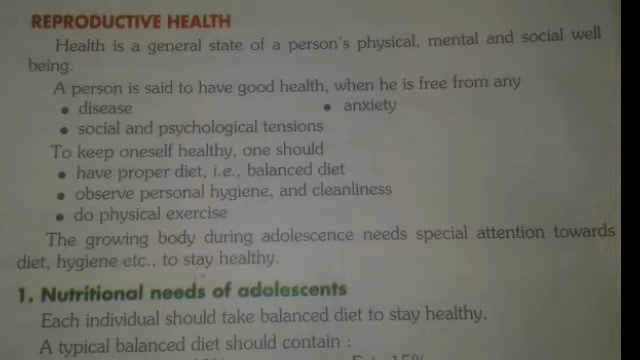 REPRODUCTIVE HEALTH
Health is a general state of a person's physical, mental and social well
being.
A person is said to have good health, when he is free from any
• disease • anxiety
• social and psychological tensions
To keep oneself healthy, one should
• have proper diet, i.e., balanced diet
• observe personal hygiene, and cleanliness
• do physical exercise
The growing body during adolescence needs special attention towards
diet, hygiene etc., to stay healthy.
1. Nutritional needs of adolescents
Each individual should take balanced diet to stay healthy.
A typical balanced diet should contain :